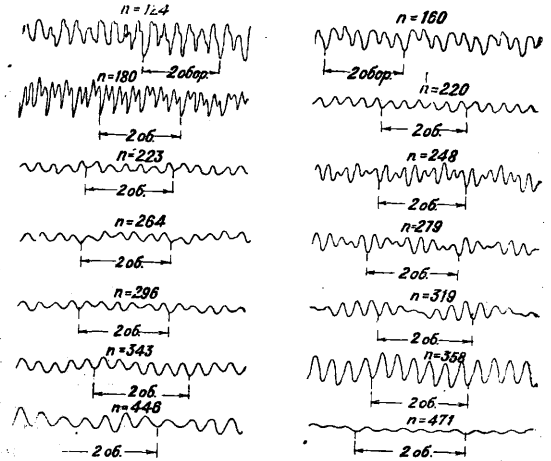 n=124
2 обор.
n=160
2 обор.
n=180
2 об.
n=220
2 об.
n=223
2 об.
n=248
2 об.
n=264
2 об.
n=279
2 об.
n=296
2 об.
n=319
2 об.
n=343
2 об.
n=358
2 об.
n=446
2 об.
n=471
2 об.